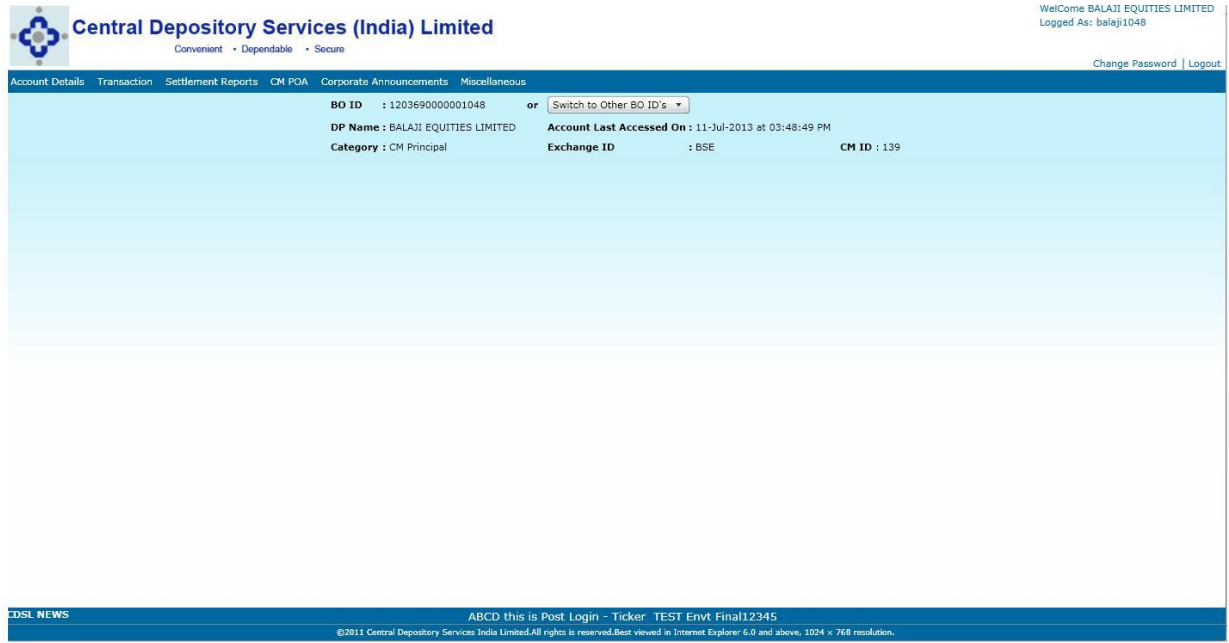 WelCome BALAJI EQUITIES LIMITED
Logged As: balaji1048
Central Depository Services (India) Limited
Convenient • Dependable • Secure
Change Password | Logout
Account Details Transaction Settlement Reports CM POA Corporate Announcements Miscellaneous
BO ID : 1203690000001048 or Switch to Other BO ID's
DP Name : BALAJI EQUITIES LIMITED Account Last Accessed On : 11-Jul-2013 at 03:48:49 PM
Category : CM Principal Exchange ID : BSE CM ID : 139
CDSL NEWS ABCD this is Post Login - Ticker TEST Envt Final12345
©2011 Central Depository Services India Limited.All rights is reserved.Best viewed in Internet Explorer 6.0 and above, 1024 x 768 resolution.